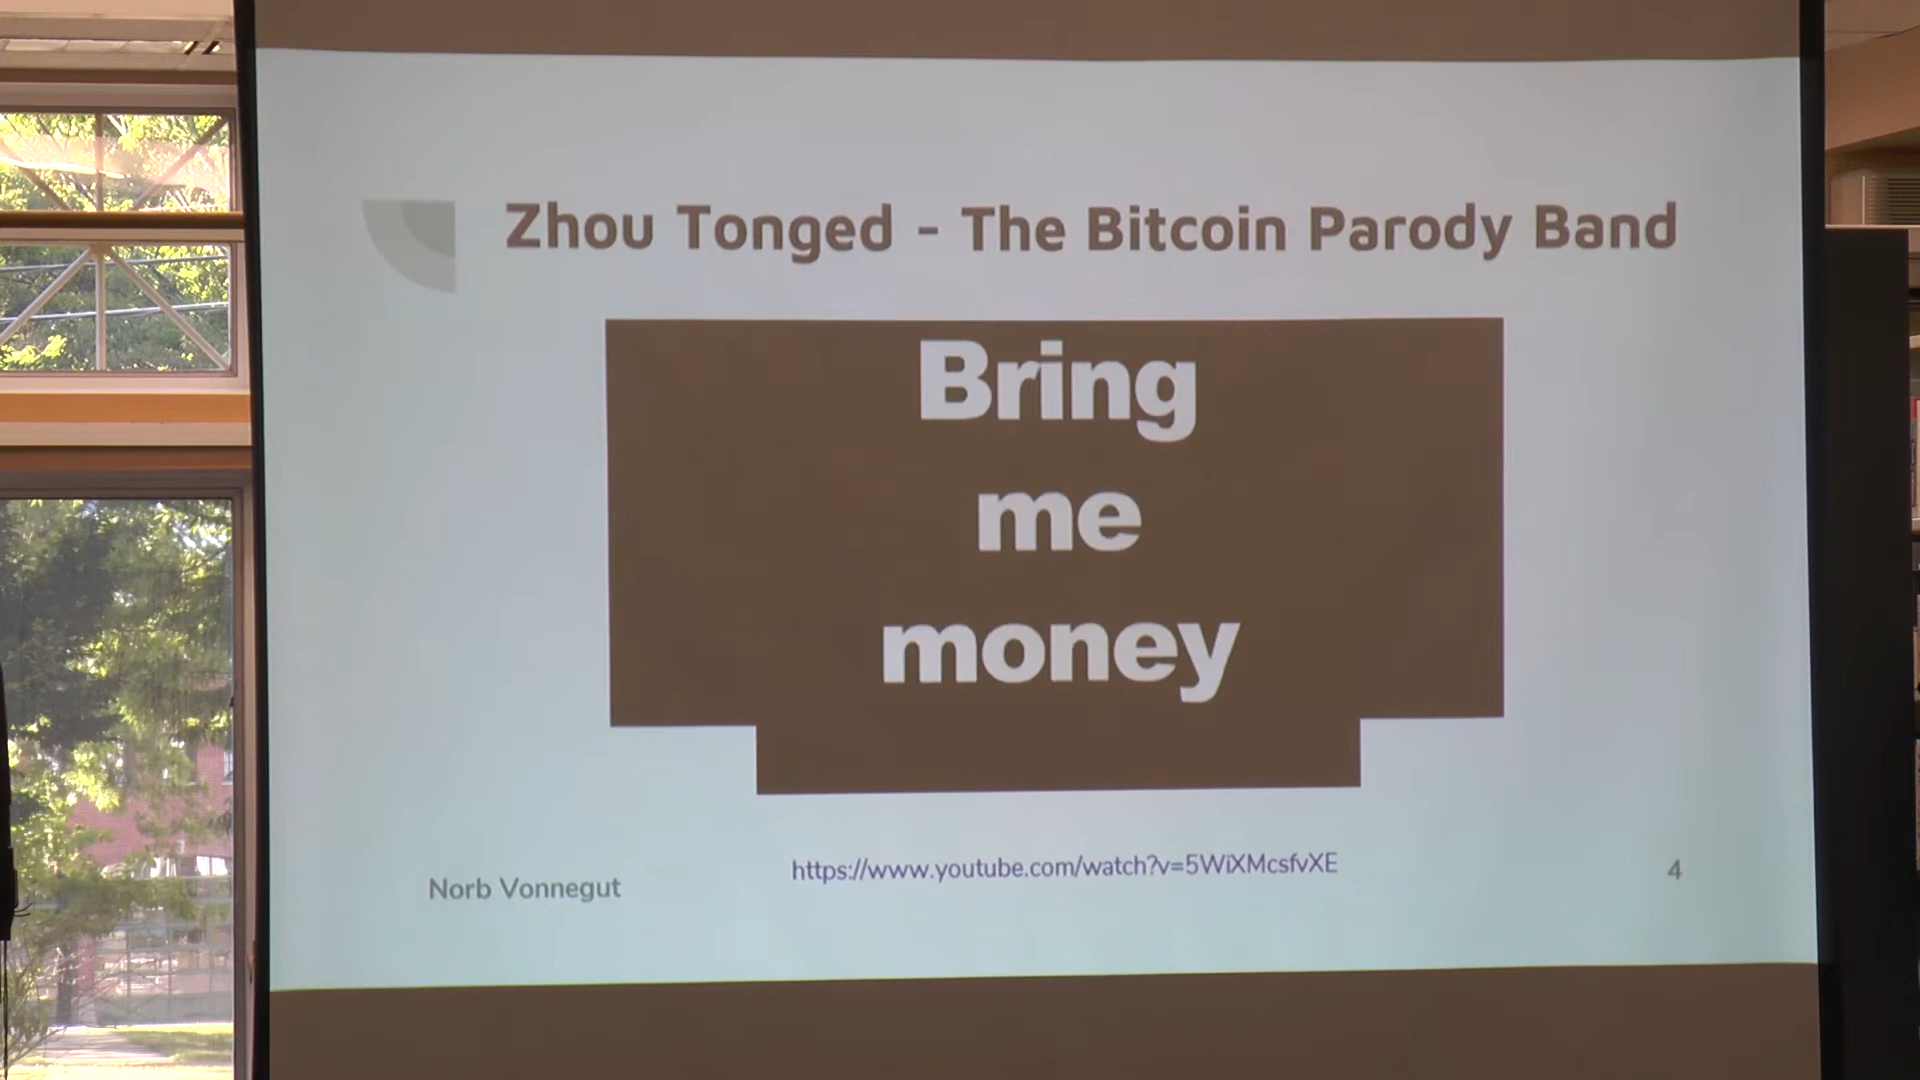 Zhou Tonged - The Bitcoin Parody Band
Bring
me
money
https://www.youtube.com/watch?v=5WiXMcsfvXE
Norb Vonnegut
4